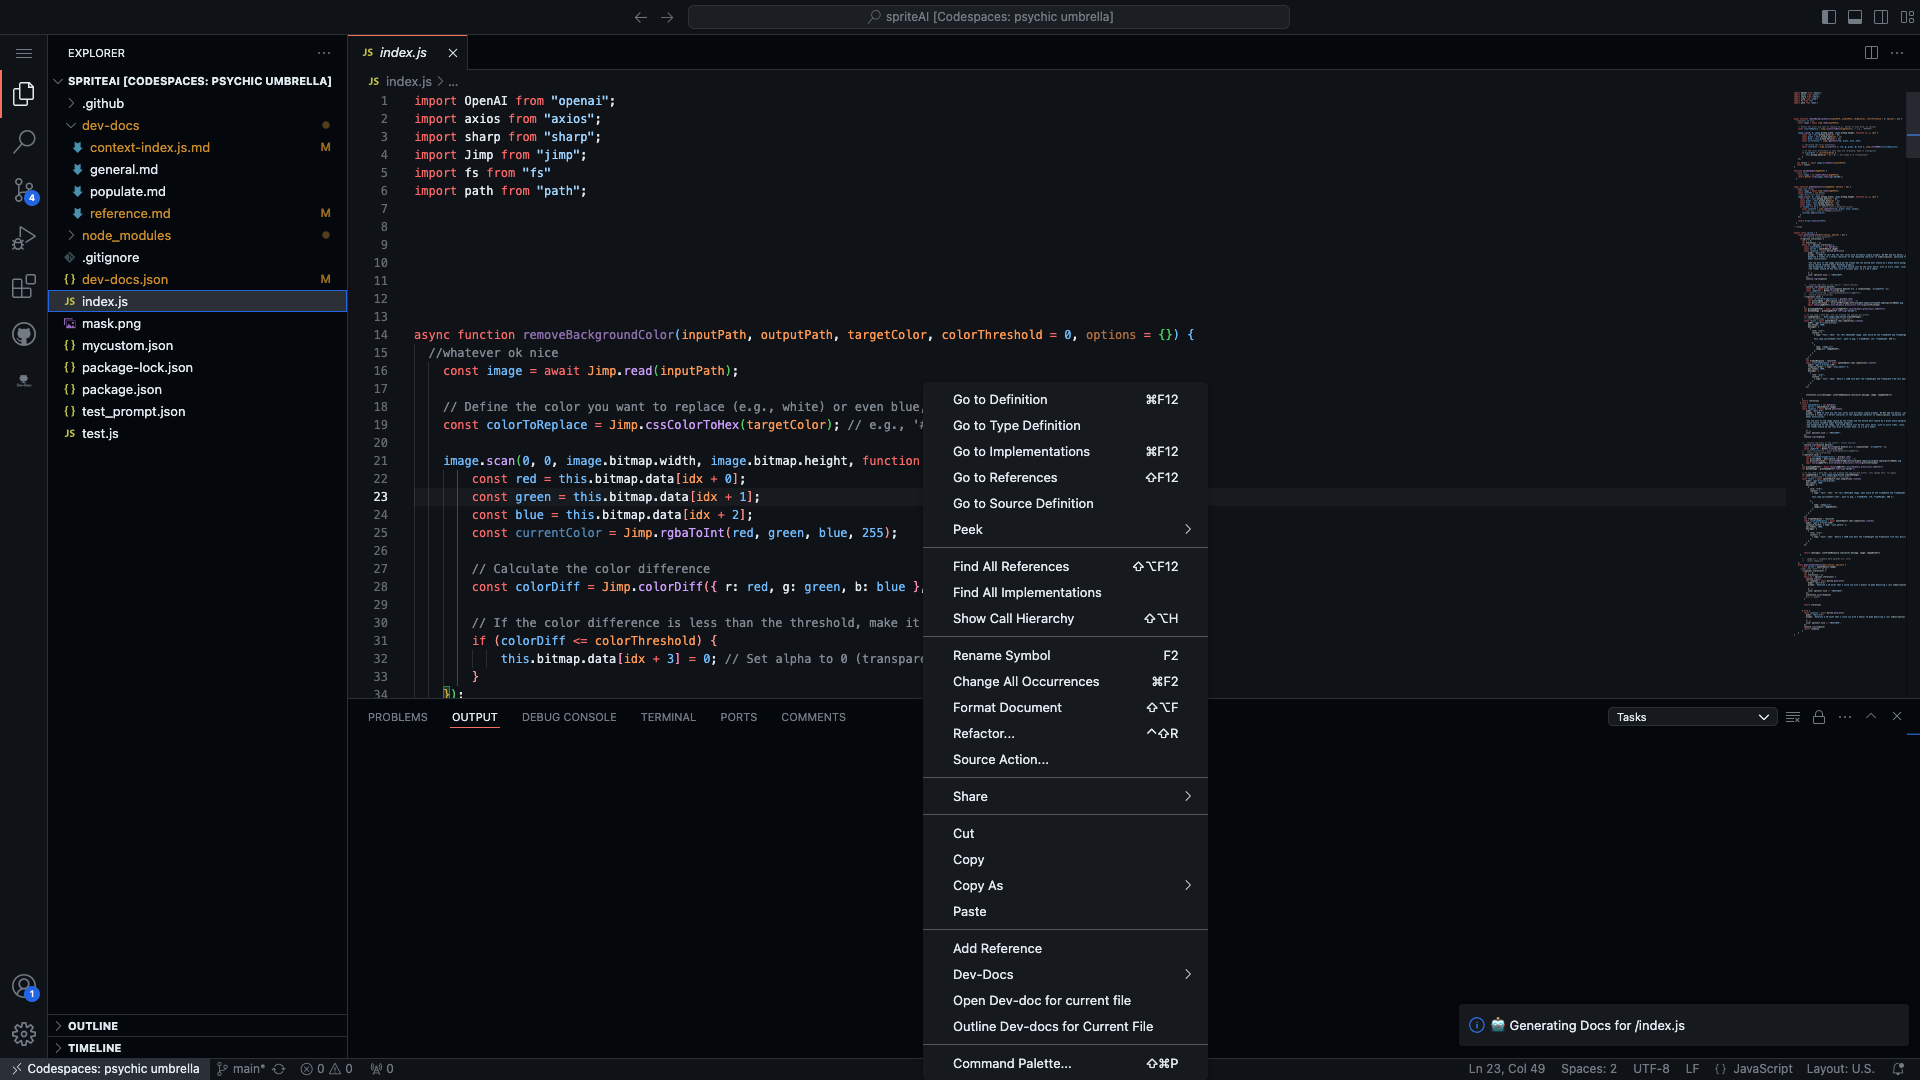 spriteAI [Codespaces: psychic umbrella]
EXPLORER
SPRITEAI [CODESPACES: PSYCHIC UMBRELLA]
.github
dev-docs
context-index.js.md M
general.md
populate.md
reference.md M
node_modules
.gitignore
{} dev-docs.json M
JS index.js
mask.png
{} mycustom.json
{} package-lock.json
{} package.json
{} test_prompt.json
JS test.js
OUTLINE
TIMELINE
4
1
JS index.js
JS index.js > ...
1 import OpenAI from "openai";
2 import axios from "axios";
3 import sharp from "sharp";
4 import Jimp from "jimp";
5 import fs from "fs"
6 import path from "path";
7
8
9
10
11
12
13
14 async function removeBackgroundColor(inputPath, outputPath, targetColor, colorThreshold = 0, options = {}) {
15 //whatever ok nice
16 const image = await Jimp.read(inputPath);
17
18 // Define the color you want to replace (e.g., white) or even blue,
19 const colorToReplace = Jimp.cssColorToHex(targetColor); // e.g., '#
20
21 image.scan(0, 0, image.bitmap.width, image.bitmap.height, function
22 const red = this.bitmap.data[idx + 0];
23 const green = this.bitmap.data[idx + 1];
24 const blue = this.bitmap.data[idx + 2];
25 const currentColor = Jimp.rgbaToInt(red, green, blue, 255);
26
27 // Calculate the color difference
28 const colorDiff = Jimp.colorDiff({ r: red, g: green, b: blue },
29
30 // If the color difference is less than the threshold, make it
31 if (colorDiff <= colorThreshold) {
32 this.bitmap.data[idx + 3] = 0; // Set alpha to 0 (transpare
33 }
34 });
Go to Definition ⌘F12
Go to Type Definition
Go to Implementations ⌘F12
Go to References ⇧F12
Go to Source Definition
Peek
Find All References ⇧⌥F12
Find All Implementations
Show Call Hierarchy ⇧⌥H
Rename Symbol F2
Change All Occurrences ⌘F2
Format Document ⇧⌥F
Refactor... ^⇧R
Source Action...
Share
Cut
Copy
Copy As
Paste
Add Reference
Dev-Docs
Open Dev-doc for current file
Outline Dev-docs for Current File
Command Palette... ⇧⌘P
PROBLEMS OUTPUT DEBUG CONSOLE TERMINAL PORTS COMMENTS
Tasks
Generating Docs for /index.js
Codespaces: psychic umbrella main* 0 0 0
Ln 23, Col 49 Spaces: 2 UTF-8 LF {} JavaScript Layout: U.S.